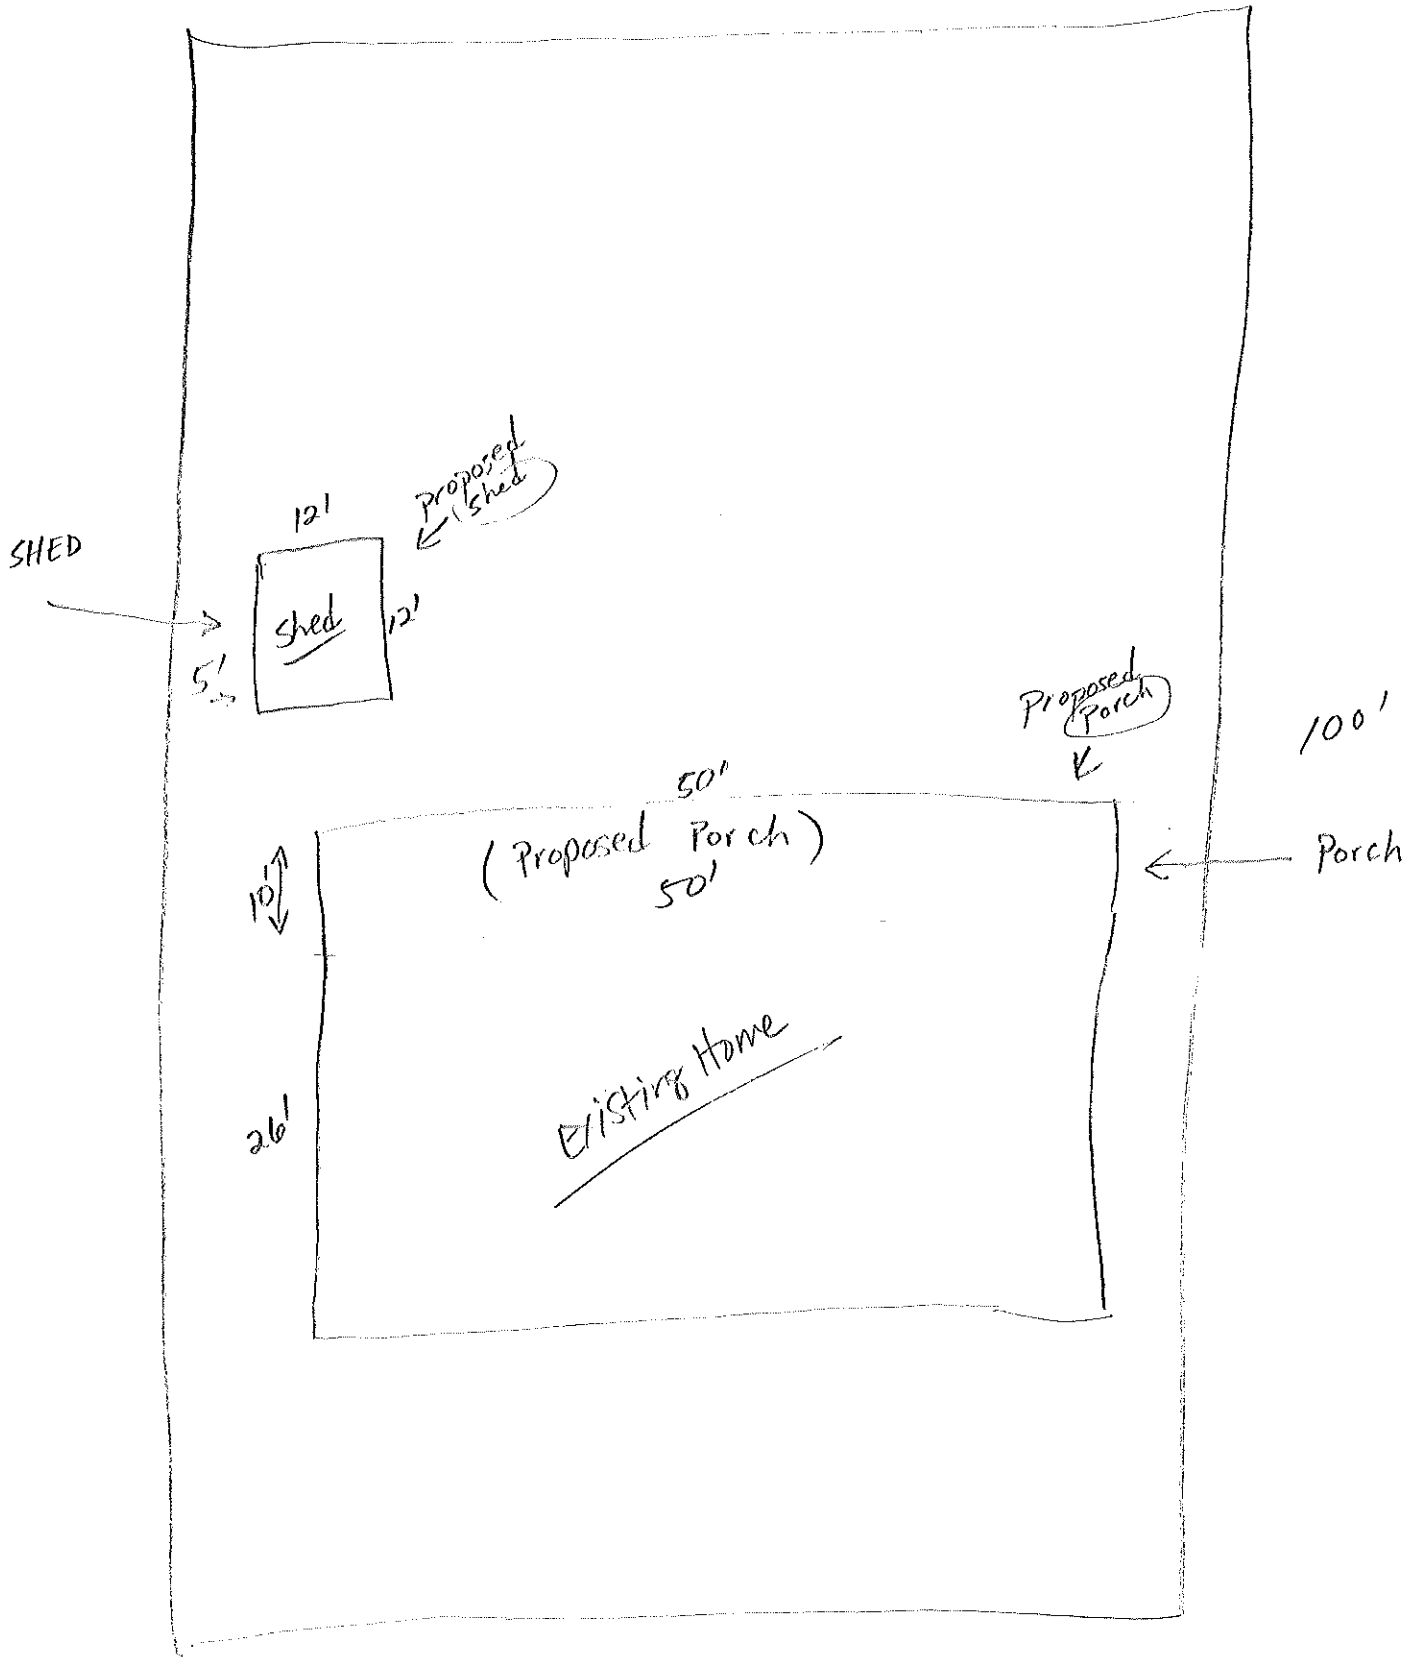 proposed
shed
12'
SHED
shed
12'
5'
Proposed
Porch
100'
50'
(Proposed Porch)
50'
Porch
10'
Existing Home
26'